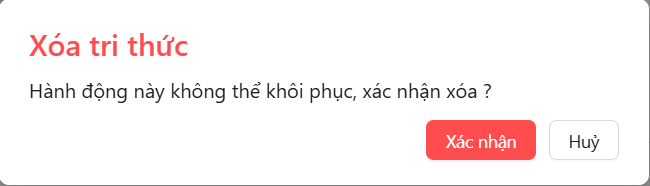 Xóa tri thức
Hành động này không thể khôi phục, xác nhận xóa ?
Xác nhận
Huỷ